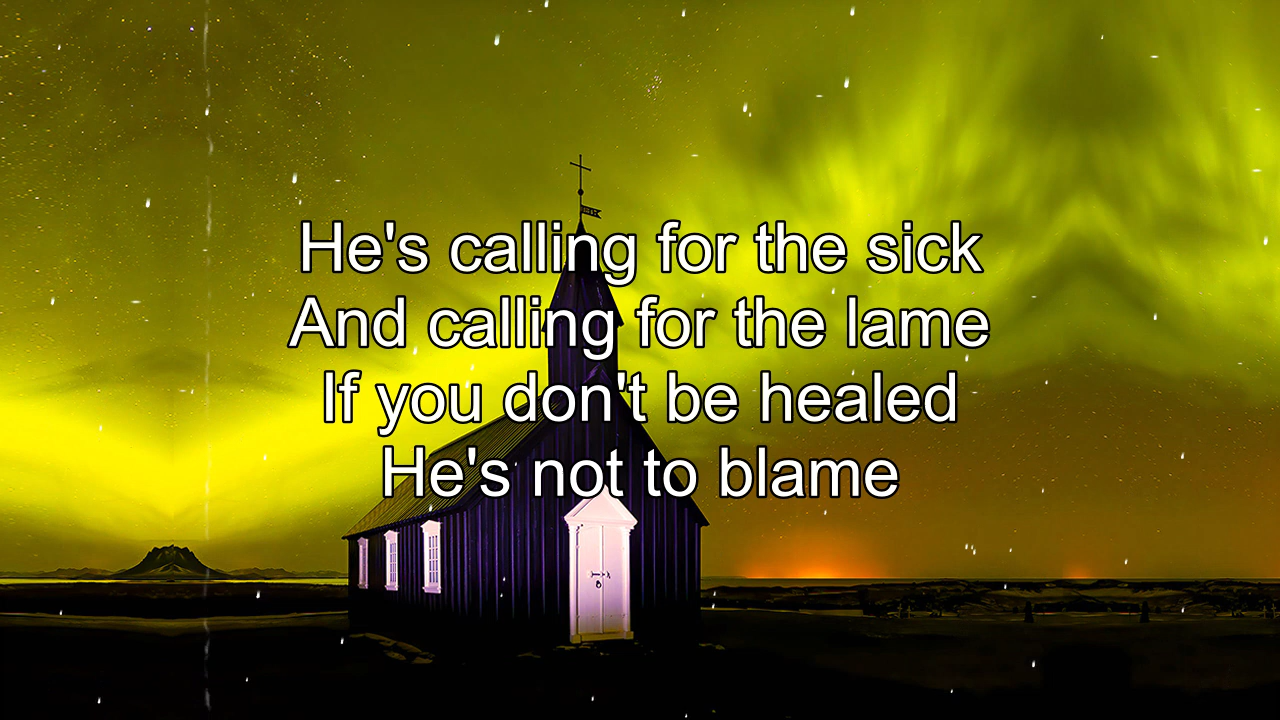 He's calling for the sick
And calling for the lame
If you don't be healed
He's not to blame